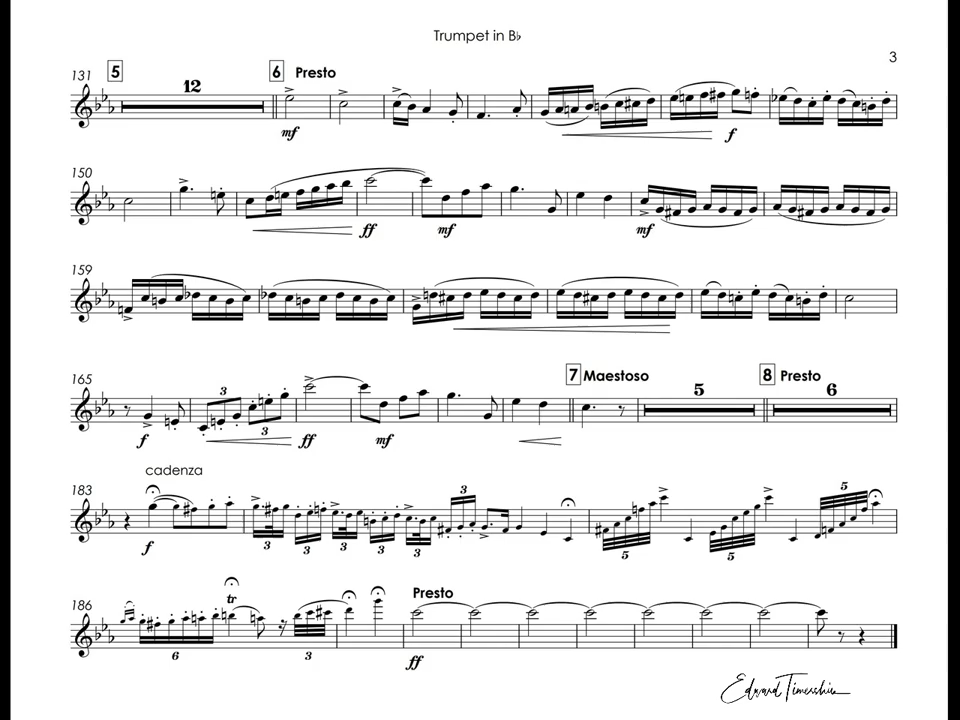 Trumpet in B♭
3
131 5 12 6 Presto
mf f
150
ff mf mf
159
165 3 3 7 Maestoso 5 8 Presto 6
f ff mf
cadenza
183 3 5
f 3 3 3 3 3 5 5
186 tr Presto
6 3 ff
Edward Timershin